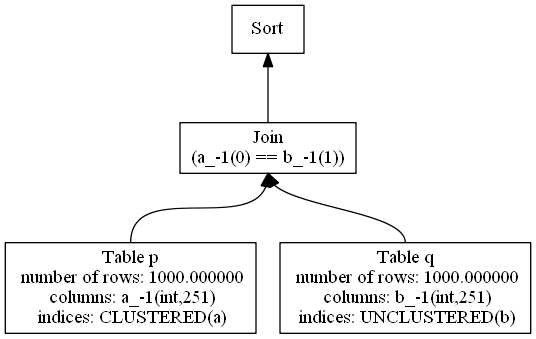 Sort
Join
(a_-1(0) == b_-1(1))
Table p
number of rows: 1000.000000
columns: a_-1(int,251)
indices: CLUSTERED(a)
Table q
number of rows: 1000.000000
columns: b_-1(int,251)
indices: UNCLUSTERED(b)